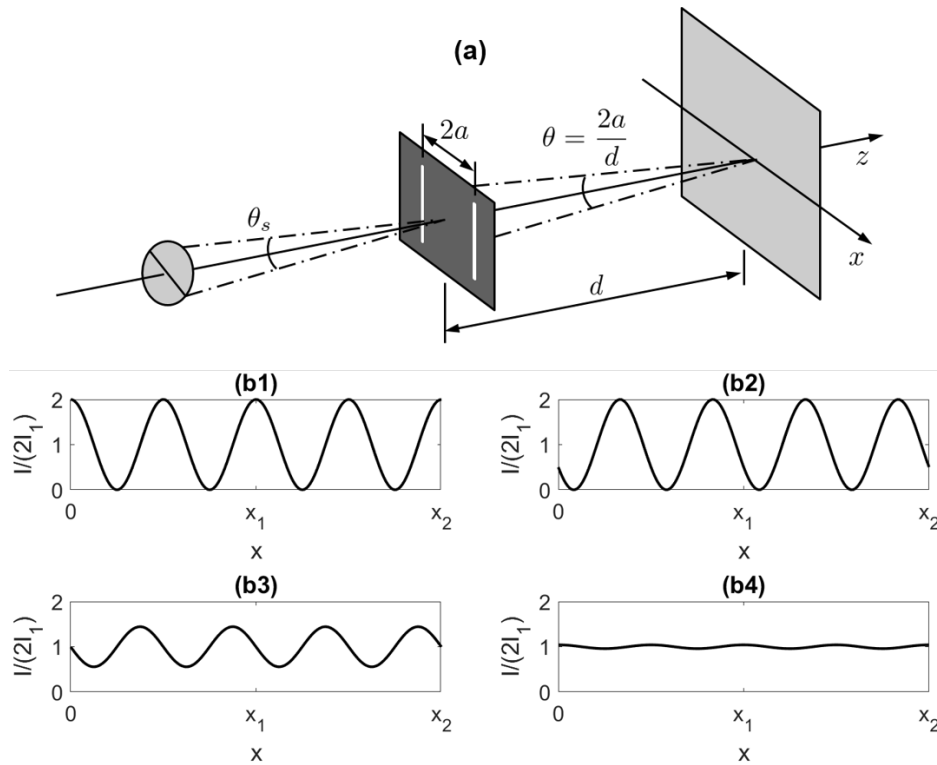 (a)
2a
θ = 2a/d
z
θ_s
x
d
(b1)
2
1
0
I/(2I_1)
0
x_1
x_2
x
(b2)
2
1
0
I/(2I_1)
0
x_1
x_2
x
(b3)
2
1
0
I/(2I_1)
0
x_1
x_2
x
(b4)
2
1
0
I/(2I_1)
0
x_1
x_2
x